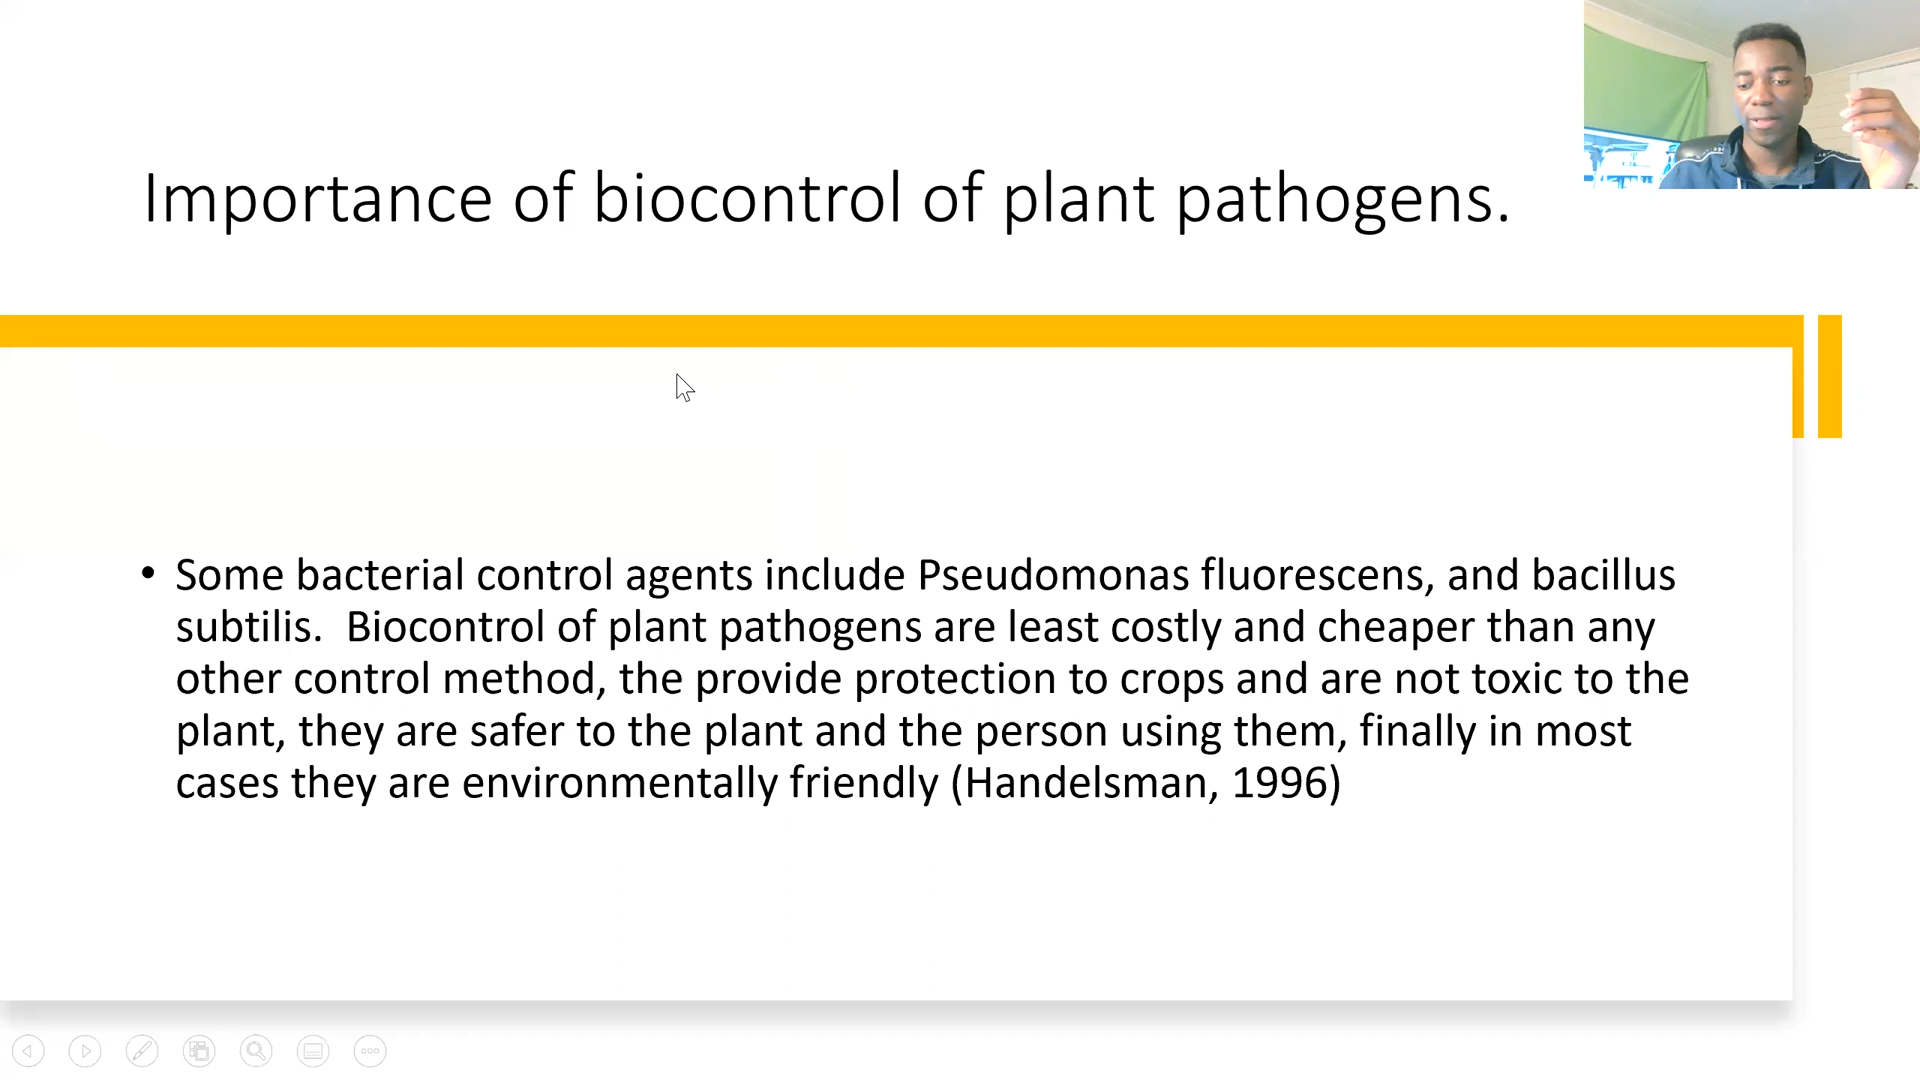 Importance of biocontrol of plant pathogens.
• Some bacterial control agents include Pseudomonas fluorescens, and bacillus
subtilis.  Biocontrol of plant pathogens are least costly and cheaper than any
other control method, the provide protection to crops and are not toxic to the
plant, they are safer to the plant and the person using them, finally in most
cases they are environmentally friendly (Handelsman, 1996)